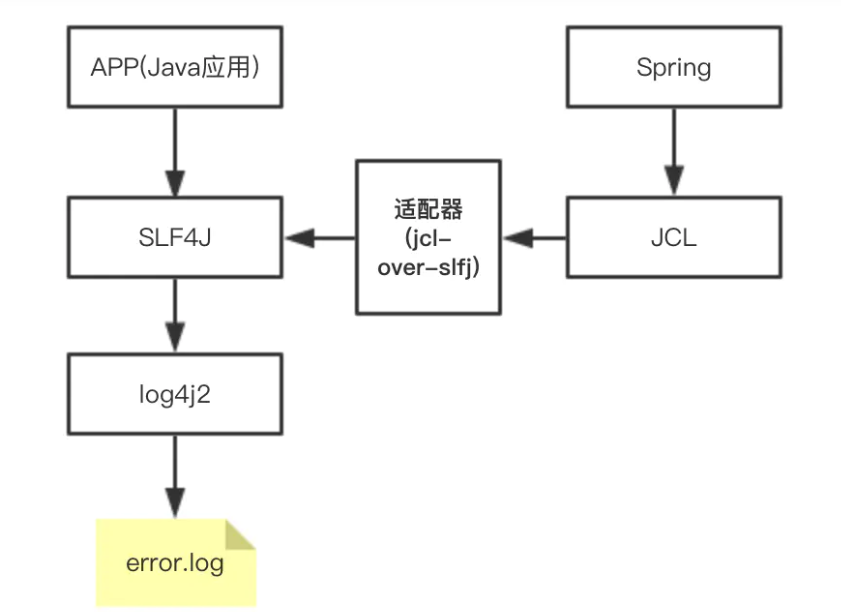 APP(Java应用)
Spring
适配器
(jcl-
over-slfj)
SLF4J
JCL
log4j2
error.log